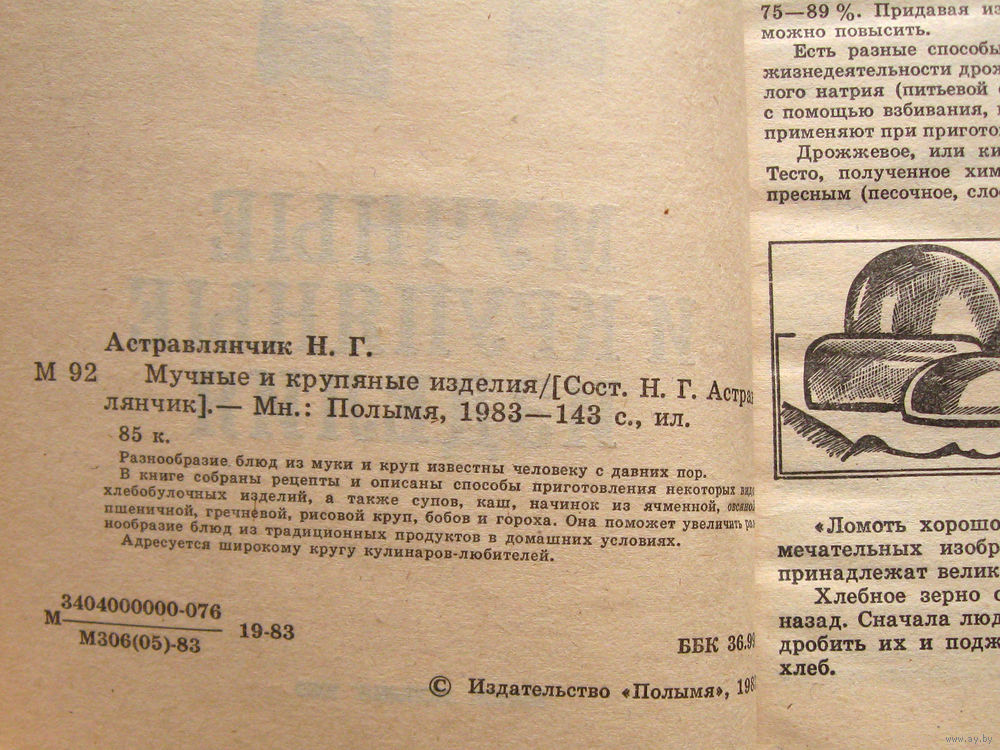 Астравлянчик Н. Г.
М 92 Мучные и крупяные изделия/[Сост. Н. Г. Астрав
лянчик].— Мн.: Полымя, 1983—143 с., ил.
85 к.
Разнообразие блюд из муки и круп известны человеку с давних пор.
В книге собраны рецепты и описаны способы приготовления некоторых видо
хлебобулочных изделий, а также супов, каш, начинок из ячменной, овсяной
пшеничной, гречневой, рисовой круп, бобов и гороха. Она поможет увеличить раз
нообразие блюд из традиционных продуктов в домашних условиях.
Адресуется широкому кругу кулинаров-любителей.
М 3404000000-076
М306(05)-83
19-83
ББК 36.99
© Издательство «Полымя», 198
75—89 %. Придавая из
можно повысить.
Есть разные способы
жизнедеятельности дрож
лого натрия (питьевой
с помощью взбивания,
применяют при пригото
Дрожжевое, или ки
Тесто, полученное хим
пресным (песочное, сло
«Ломоть хорошо
мечательных изобр
принадлежат велик
Хлебное зерно
назад. Сначала люд
дробить их и подж
хлеб.
www.ay.by